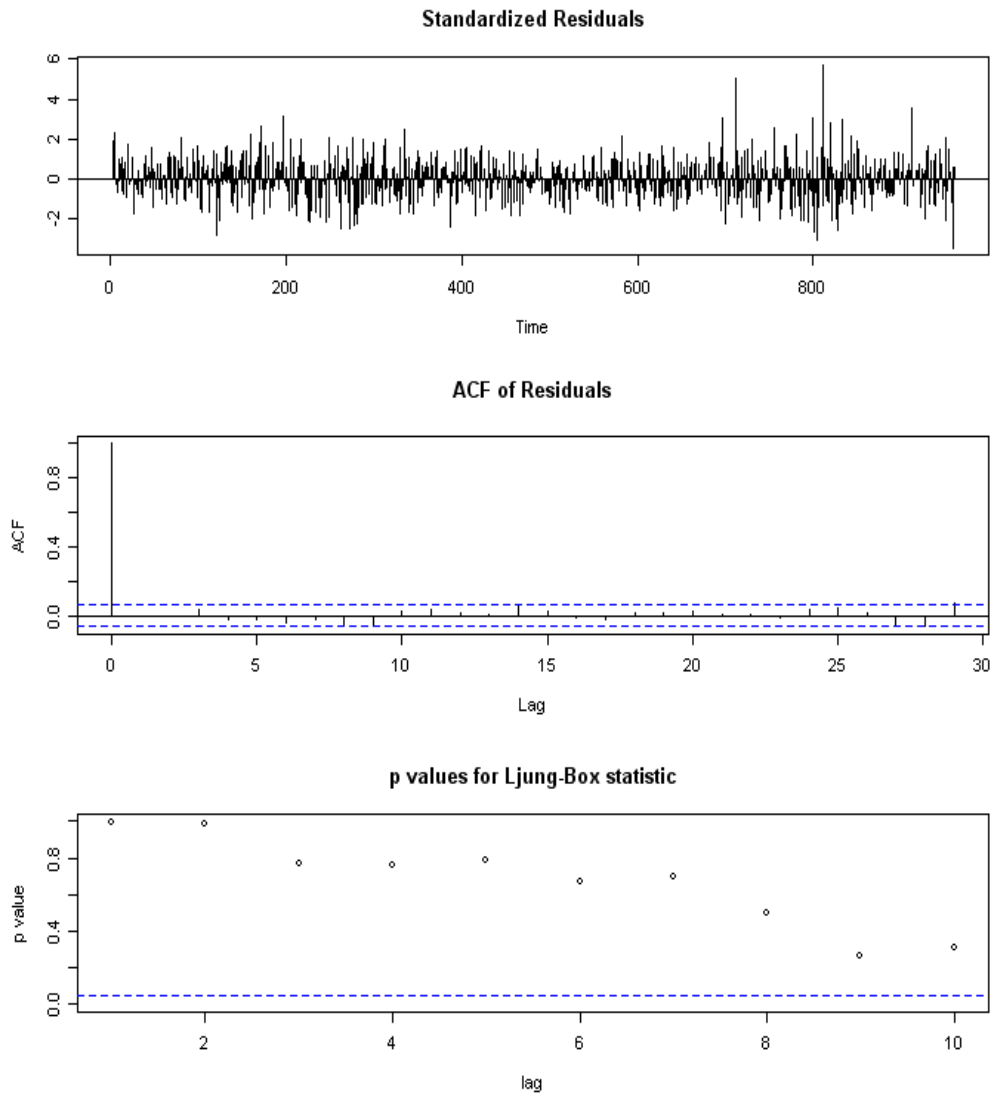 Standardized Residuals
6
4
2
0
-2
0 200 400 600 800
Time
ACF of Residuals
0.8
0.4
0.0
ACF
0 5 10 15 20 25 30
Lag
p values for Ljung-Box statistic
0.8
0.4
0.0
p value
2 4 6 8 10
lag